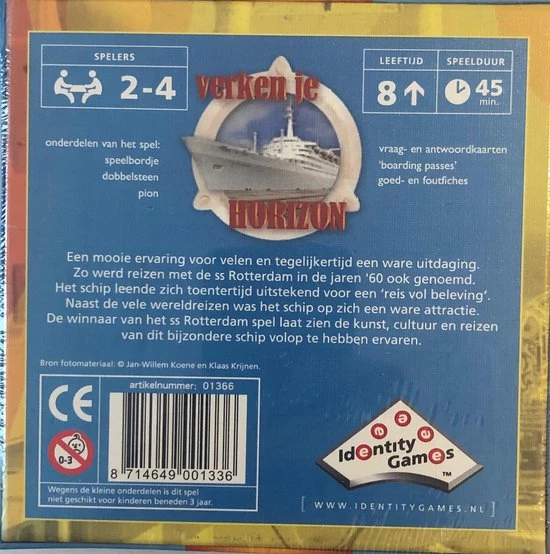 SPELERS
2-4
verken je
HORIZON
LEEFTIJD
8
SPEELDUUR
45
min.
onderdelen van het spel:
speelbordje
dobbelsteen
pion
vraag- en antwoordkaarten
'boarding passes'
goed- en foutfiches
Een mooie ervaring voor velen en tegelijkertijd een ware uitdaging.
Zo werd reizen met de ss Rotterdam in de jaren '60 ook genoemd.
Het schip leende zich toentertijd uitstekend voor een 'reis vol beleving'.
Naast de vele wereldreizen was het schip op zich een ware attractie.
De winnaar van het ss Rotterdam spel laat zien de kunst, cultuur en reizen
van dit bijzondere schip volop te hebben ervaren.
Bron fotomateriaal: © Jan-Willem Koene en Klaas Krijnen.
CE
0-3
artikelnummer: 01366
8 714649 001336
Wegens de kleine onderdelen is dit spel
niet geschikt voor kinderen beneden 3 jaar.
e e e e
Identity
Games
TM
[ WWW.IDENTITYGAMES.NL ]